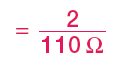 = 2 / 110 Ω